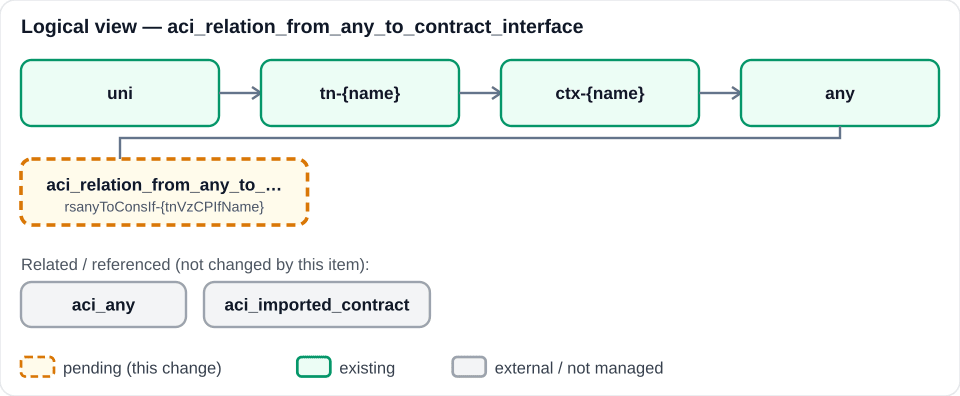 Logical view — aci_relation_from_any_to_contract_interface
uni
tn-{name}
ctx-{name}
any
aci_relation_from_any_to_…
rsanyToConsIf-{tnVzCPIfName}
Related / referenced (not changed by this item):
aci_any
aci_imported_contract
pending (this change)
existing
external / not managed